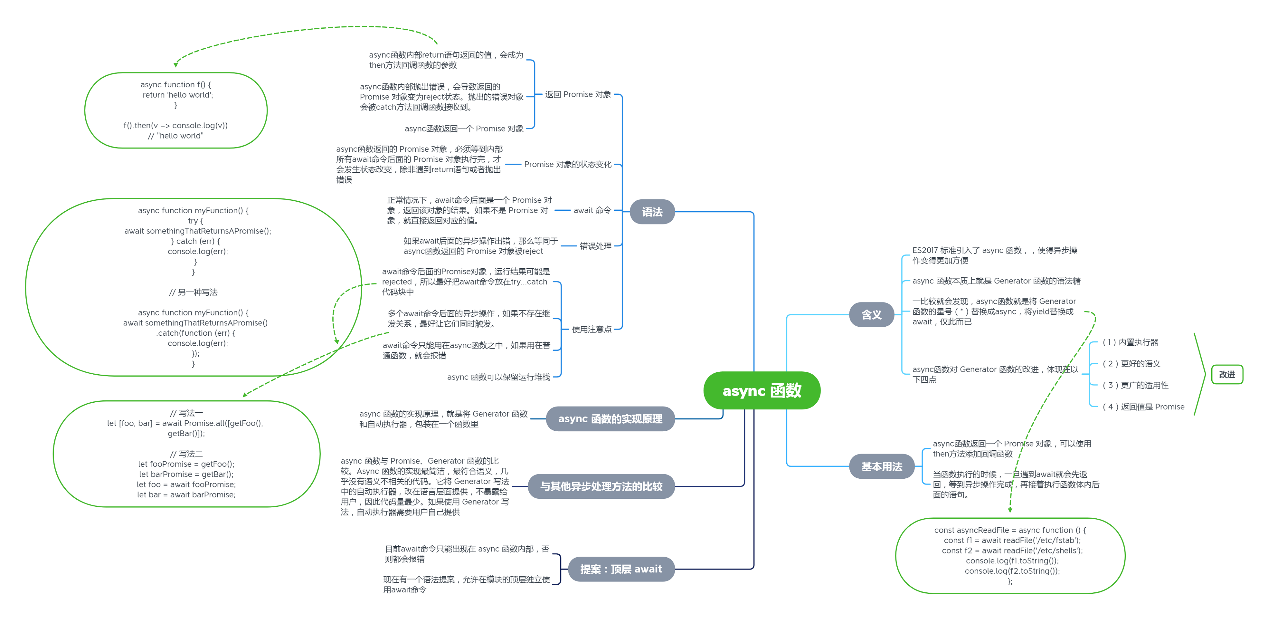 async function f() {
return 'hello world';
}
f().then(v => console.log(v))
// "hello world"
async function myFunction() {
try {
await somethingThatReturnsAPromise();
} catch (err) {
console.log(err);
}
}
// 另一种写法
async function myFunction() {
await somethingThatReturnsAPromise()
.catch(function (err) {
console.log(err);
});
}
// 写法一
let [foo, bar] = await Promise.all([getFoo(),
getBar()]);
// 写法二
let fooPromise = getFoo();
let barPromise = getBar();
let foo = await fooPromise;
let bar = await barPromise;
async函数内部return语句返回的值，会成为
then方法回调函数的参数
async函数内部抛出错误，会导致返回的
Promise 对象变为reject状态。抛出的错误对象
会被catch方法回调函数接收到。
async函数返回一个 Promise 对象
返回 Promise 对象
async函数返回的 Promise 对象，必须等到内部
所有await命令后面的 Promise 对象执行完，才
会发生状态改变，除非遇到return语句或者抛出
错误
Promise 对象的状态变化
正常情况下，await命令后面是一个 Promise 对
象，返回该对象的结果。如果不是 Promise 对
象，就直接返回对应的值。
await 命令
如果await后面的异步操作出错，那么等同于
async函数返回的 Promise 对象被reject
错误处理
await命令后面的Promise对象，运行结果可能是
rejected，所以最好把await命令放在try...catch
代码块中
多个await命令后面的异步操作，如果不存在继
发关系，最好让它们同时触发。
await命令只能用在async函数之中，如果用在普
通函数，就会报错
async 函数可以保留运行堆栈
使用注意点
语法
async 函数的实现原理，就是将 Generator 函数
和自动执行器，包装在一个函数里
async 函数的实现原理
async 函数与 Promise、Generator 函数的比
较、Async 函数的实现最简洁，最符合语义，几
乎没有语义不相关的代码。它将 Generator 写法
中的自动执行器，改在语言层面提供，不暴露给
用户，因此代码量最少。如果使用 Generator 写
法，自动执行器需要用户自己提供
与其他异步处理方法的比较
目前await命令只能出现在 async 函数内部，否
则都会报错
现在有一个语法提案，允许在模块的顶层独立使
用await命令
提案：顶层 await
async 函数
含义
ES2017 标准引入了 async 函数，，使得异步操
作变得更加方便
async 函数本质上就是 Generator 函数的语法糖
一比较就会发现，async函数就是将 Generator
函数的星号（*）替换成async，将yield替换成
await，仅此而已
async函数对 Generator 函数的改进，体现在以
下四点
（1）内置执行器
（2）更好的语义
（3）更广的适用性
（4）返回值是 Promise
改进
基本用法
async函数返回一个 Promise 对象，可以使用
then方法添加回调函数
当函数执行的时候，一旦遇到await就会先返
回，等到异步操作完成，再接着执行函数体内后
面的语句。
const asyncReadFile = async function () {
const f1 = await readFile('/etc/fstab');
const f2 = await readFile('/etc/shells');
console.log(f1.toString());
console.log(f2.toString());
};